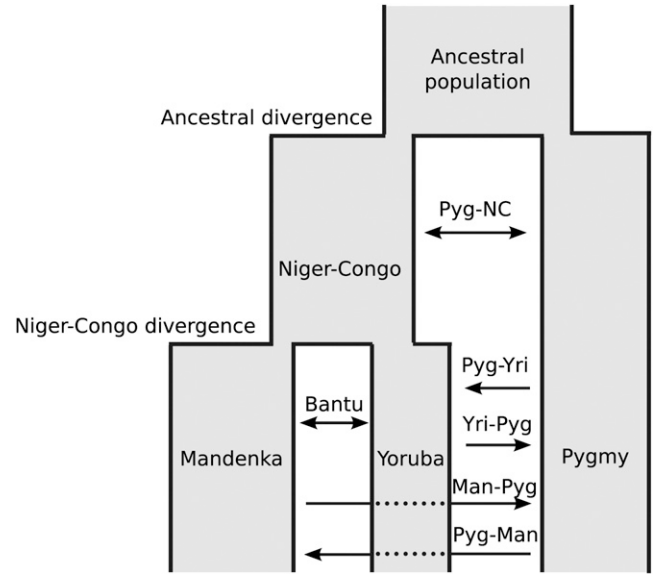 Ancestral
population
Ancestral divergence
Pyg-NC
Niger-Congo
Niger-Congo divergence
Pyg-Yri
Bantu
Yri-Pyg
Mandenka
Yoruba
Pygmy
Man-Pyg
Pyg-Man